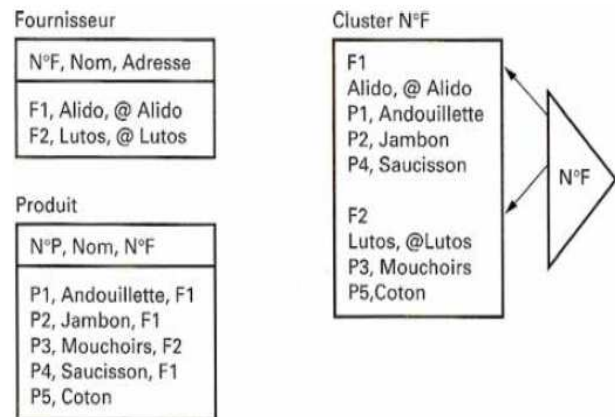 Fournisseur
N°F, Nom, Adresse
F1, Alido, @ Alido
F2, Lutos, @ Lutos
Produit
N°P, Nom, N°F
P1, Andouillette, F1
P2, Jambon, F1
P3, Mouchoirs, F2
P4, Saucisson, F1
P5, Coton
Cluster N°F
F1
Alido, @ Alido
P1, Andouillette
P2, Jambon
P4, Saucisson
F2
Lutos, @Lutos
P3, Mouchoirs
P5,Coton
N°F